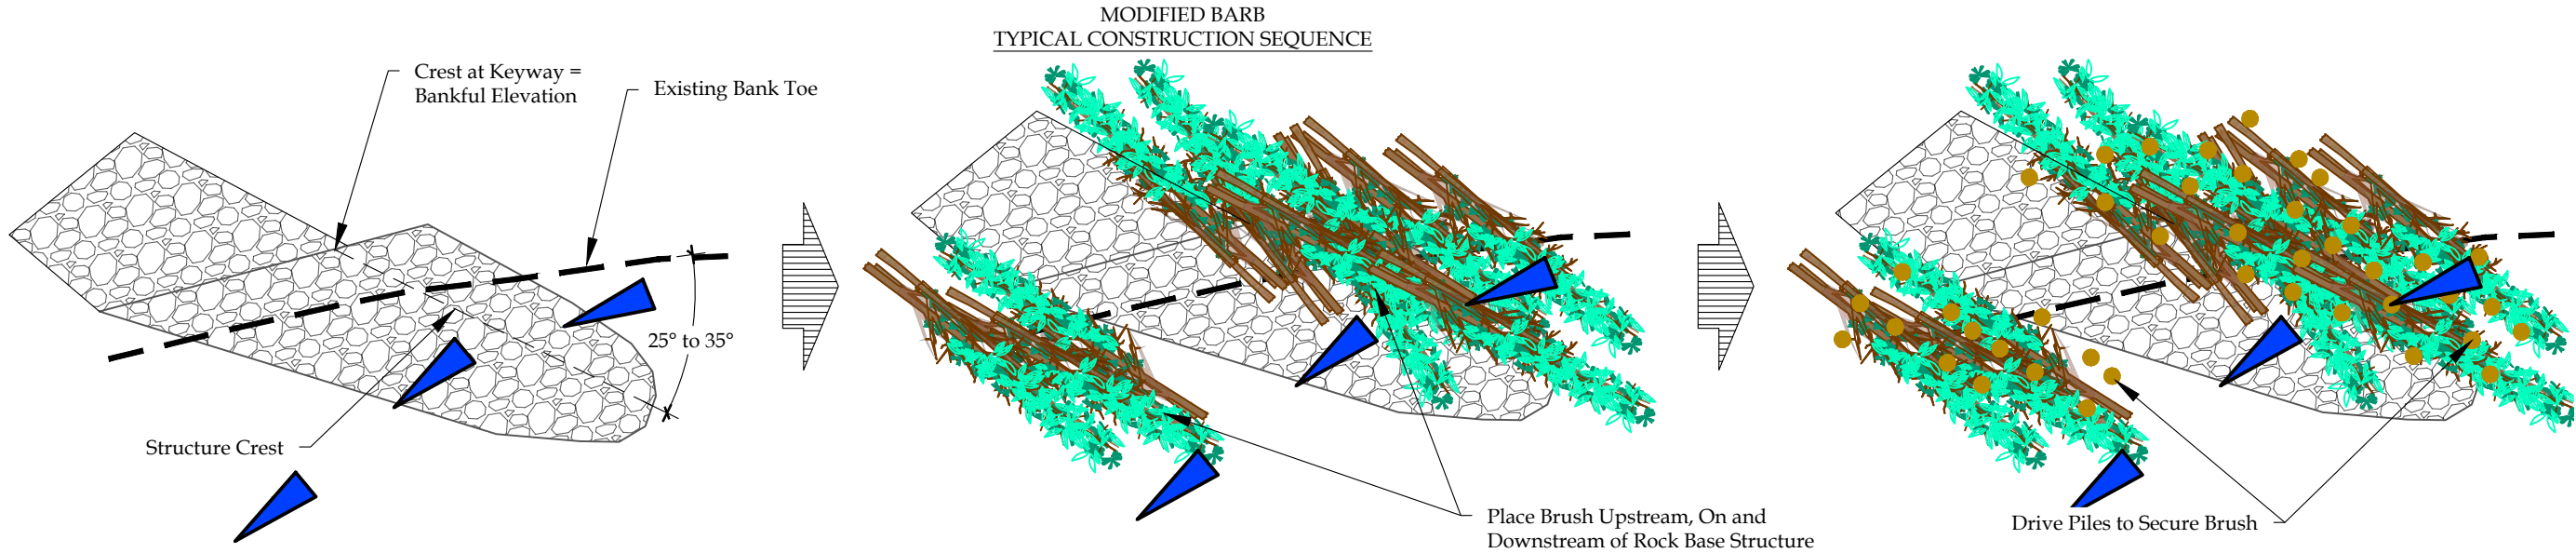 MODIFIED BARB
TYPICAL CONSTRUCTION SEQUENCE
Crest at Keyway =
Bankful Elevation
Existing Bank Toe
25° to 35°
Structure Crest
Place Brush Upstream, On and
Downstream of Rock Base Structure
Drive Piles to Secure Brush